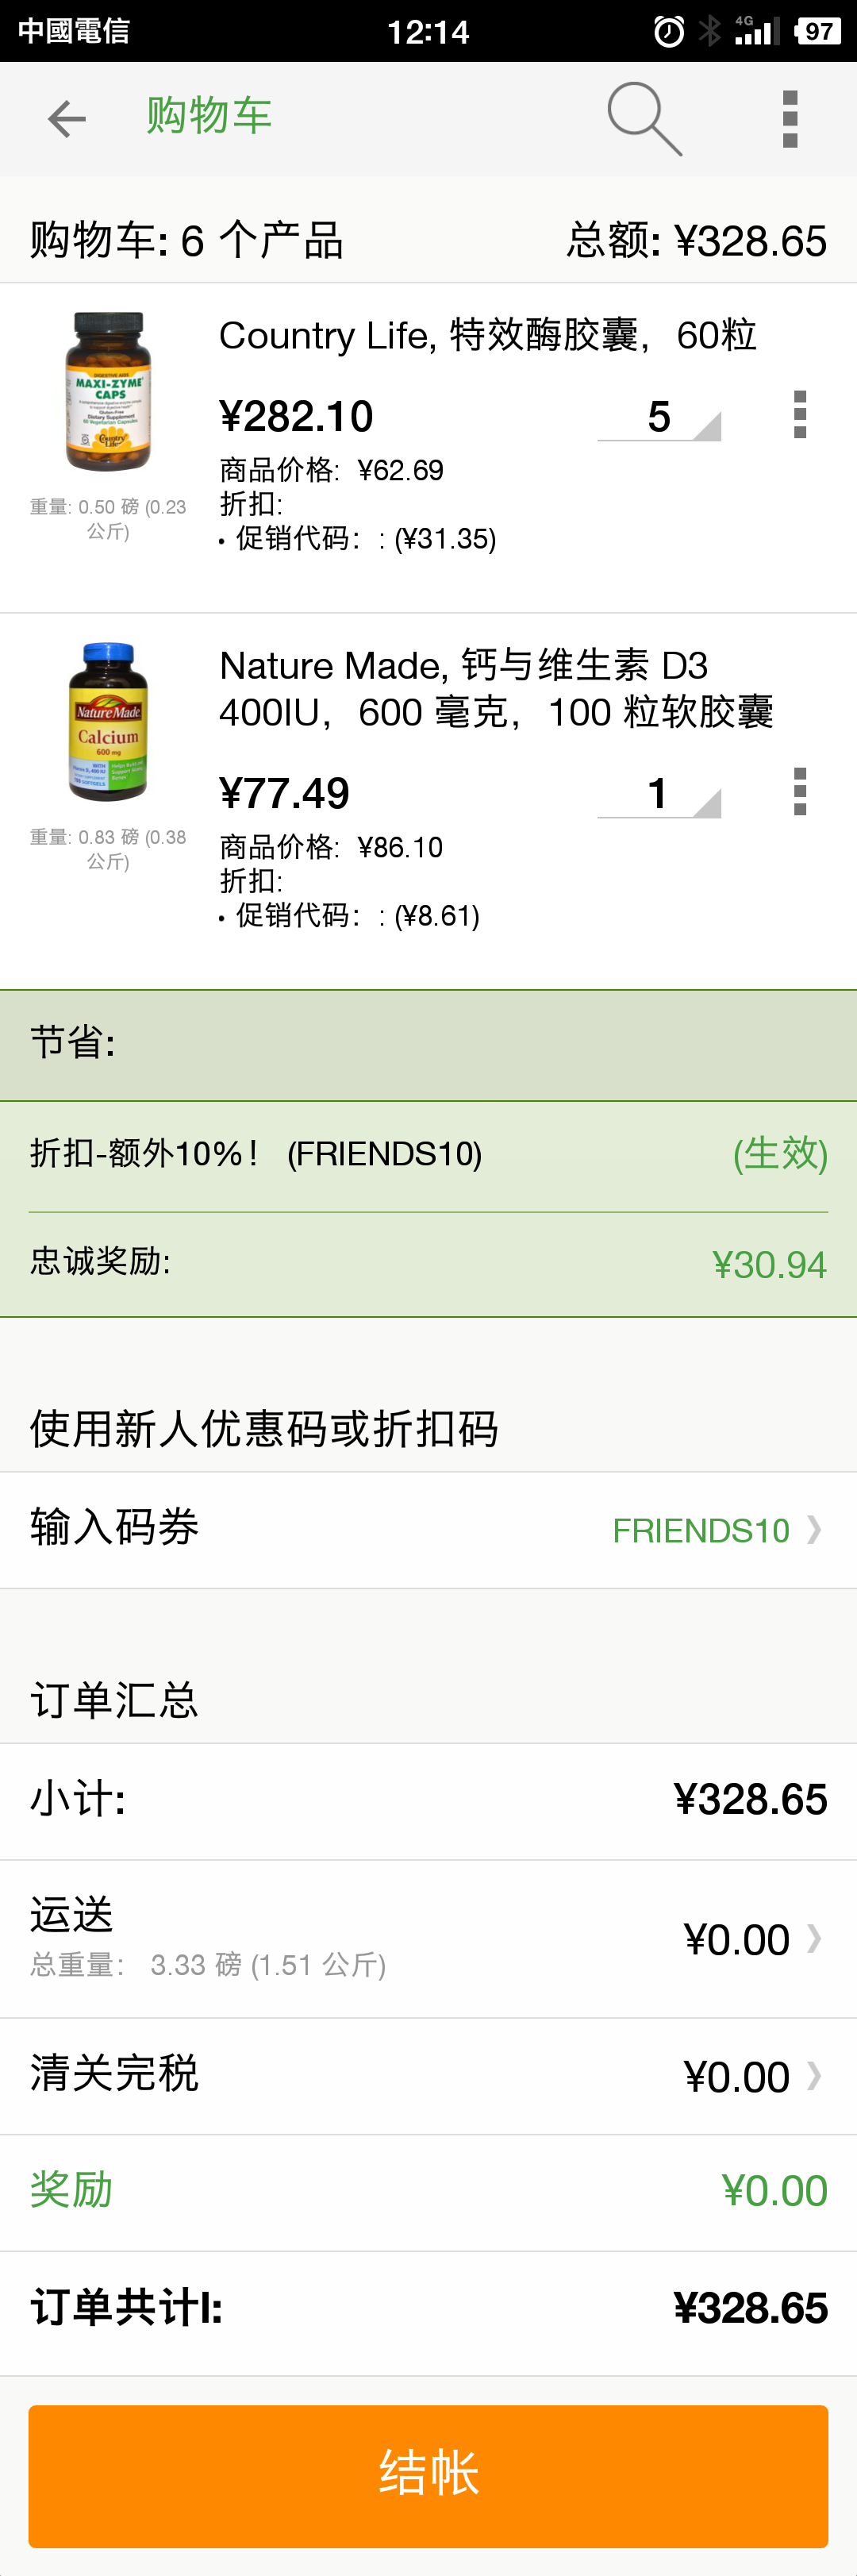 中國電信
12:14
4G
97
购物车
购物车: 6 个产品
总额: ¥328.65
DIGESTIVE AIDS
MAXI-ZYME
CAPS
Dietary Supplement
Country Life
重量: 0.50 磅 (0.23
公斤)
Country Life, 特效酶胶囊， 60粒
¥282.10
5
商品价格: ¥62.69
折扣:
• 促销代码： : (¥31.35)
Nature Made
Calcium
600 mg
重量: 0.83 磅 (0.38
公斤)
Nature Made, 钙与维生素 D3
400IU， 600 毫克， 100 粒软胶囊
¥77.49
1
商品价格: ¥86.10
折扣:
• 促销代码： : (¥8.61)
节省:
折扣-额外10%！ (FRIENDS10)
(生效)
忠诚奖励:
¥30.94
使用新人优惠码或折扣码
输入码券
FRIENDS10
订单汇总
小计:
¥328.65
运送
总重量： 3.33 磅 (1.51 公斤)
¥0.00
清关完税
¥0.00
奖励
¥0.00
订单共计l:
¥328.65
结帐